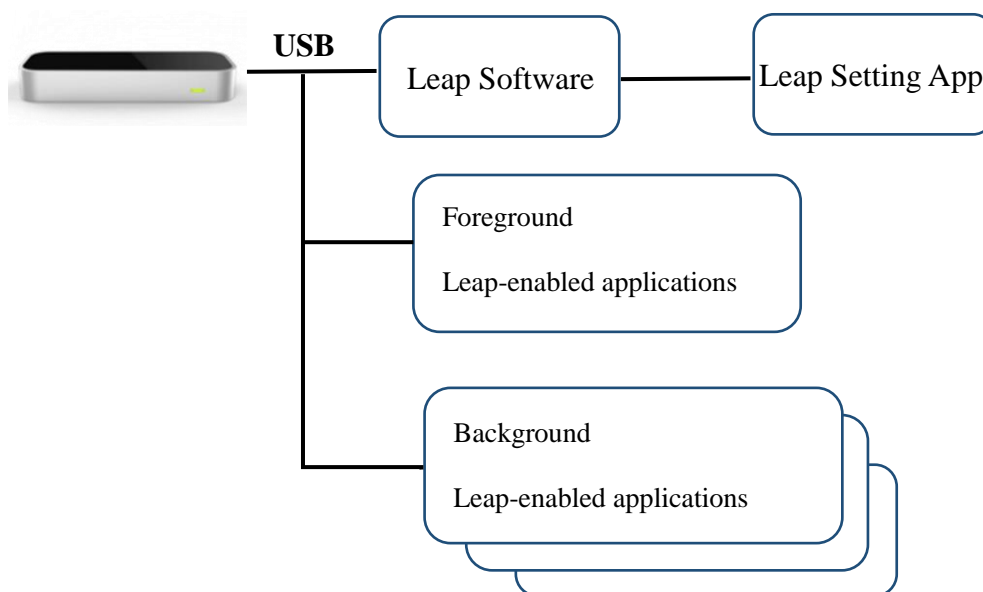 USB
Leap Software
Leap Setting App
Foreground
Leap-enabled applications
Background
Leap-enabled applications